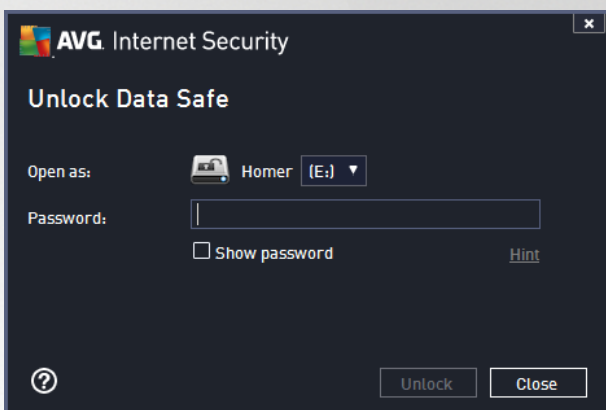 AVG. Internet Security
Unlock Data Safe
Open as: Homer (E:)
Password:
Show password Hint
? Unlock Close